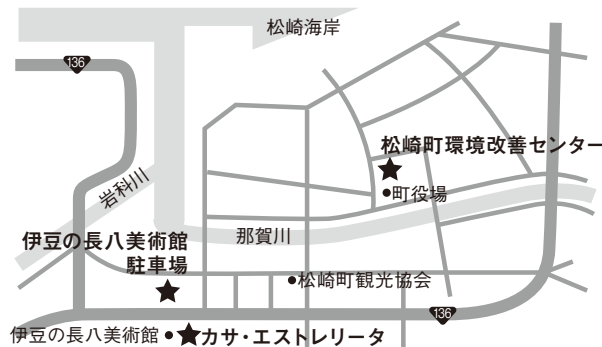 松崎海岸
136
松崎町環境改善センター
町役場
岩科川
那賀川
伊豆の長八美術館
駐車場
松崎町観光協会
136
伊豆の長八美術館
カサ・エストレリータ